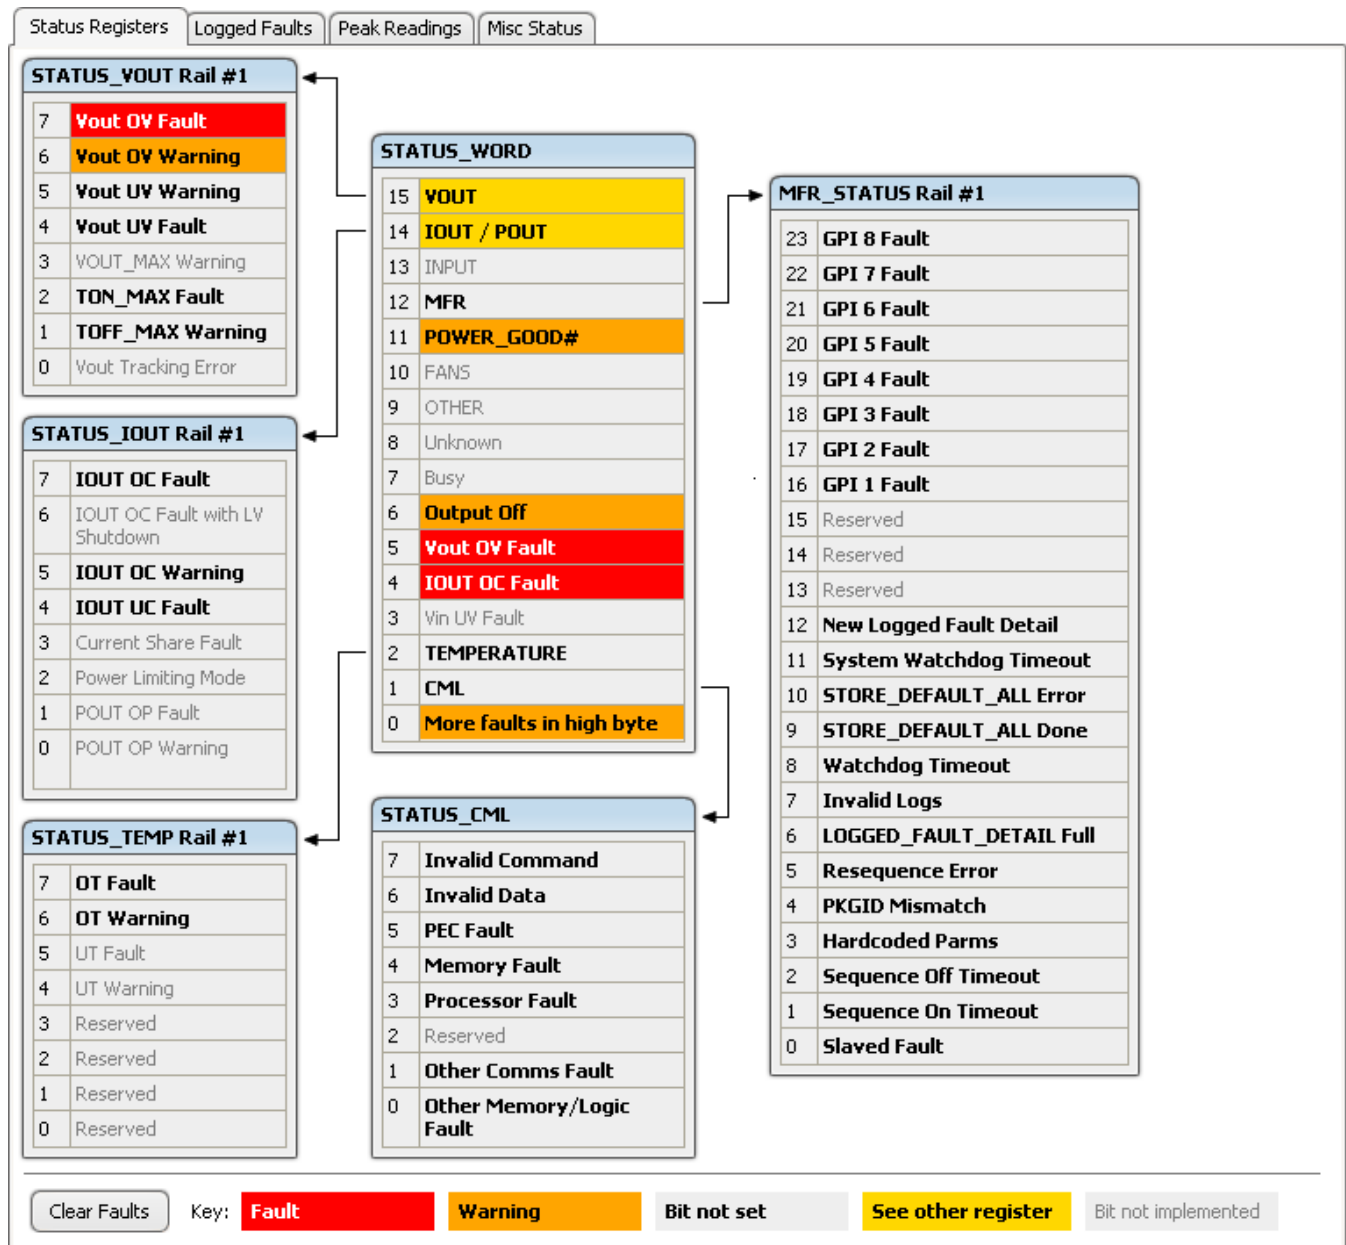 Status Registers
Logged Faults
Peak Readings
Misc Status
STATUS_VOUT Rail #1
7 Vout OV Fault
6 Vout OV Warning
5 Vout UV Warning
4 Vout UV Fault
3 VOUT_MAX Warning
2 TON_MAX Fault
1 TOFF_MAX Warning
0 Vout Tracking Error
STATUS_IOUT Rail #1
7 IOUT OC Fault
6 IOUT OC Fault with LV
Shutdown
5 IOUT OC Warning
4 IOUT UC Fault
3 Current Share Fault
2 Power Limiting Mode
1 POUT OP Fault
0 POUT OP Warning
STATUS_TEMP Rail #1
7 OT Fault
6 OT Warning
5 UT Fault
4 UT Warning
3 Reserved
2 Reserved
1 Reserved
0 Reserved
STATUS_WORD
15 VOUT
14 IOUT / POUT
13 INPUT
12 MFR
11 POWER_GOOD#
10 FANS
9 OTHER
8 Unknown
7 Busy
6 Output Off
5 Vout OV Fault
4 IOUT OC Fault
3 Vin UV Fault
2 TEMPERATURE
1 CML
0 More faults in high byte
STATUS_CML
7 Invalid Command
6 Invalid Data
5 PEC Fault
4 Memory Fault
3 Processor Fault
2 Reserved
1 Other Comms Fault
0 Other Memory/Logic
Fault
MFR_STATUS Rail #1
23 GPI 8 Fault
22 GPI 7 Fault
21 GPI 6 Fault
20 GPI 5 Fault
19 GPI 4 Fault
18 GPI 3 Fault
17 GPI 2 Fault
16 GPI 1 Fault
15 Reserved
14 Reserved
13 Reserved
12 New Logged Fault Detail
11 System Watchdog Timeout
10 STORE_DEFAULT_ALL Error
9 STORE_DEFAULT_ALL Done
8 Watchdog Timeout
7 Invalid Logs
6 LOGGED_FAULT_DETAIL Full
5 Resequence Error
4 PKGID Mismatch
3 Hardcoded Parms
2 Sequence Off Timeout
1 Sequence On Timeout
0 Slaved Fault
Clear Faults
Key: Fault Warning Bit not set See other register Bit not implemented